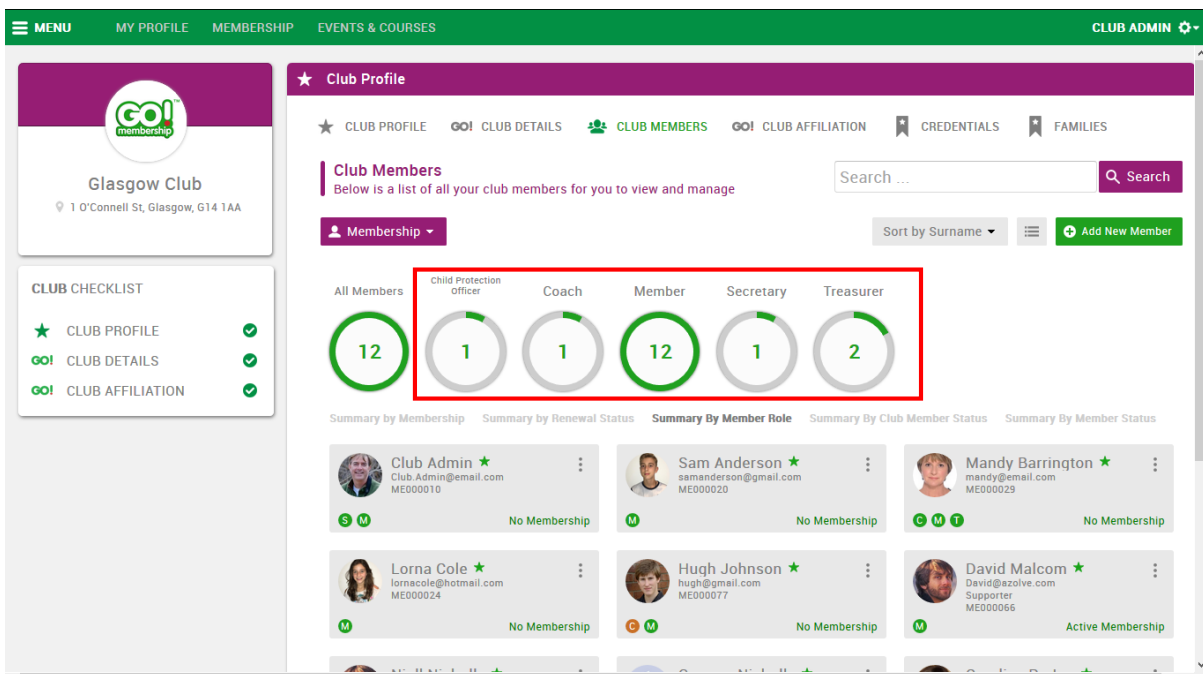 MENU MY PROFILE MEMBERSHIP EVENTS & COURSES CLUB ADMIN
GO! membership™
Glasgow Club
1 O'Connell St, Glasgow, G14 1AA
CLUB CHECKLIST
CLUB PROFILE
GO! CLUB DETAILS
GO! CLUB AFFILIATION
Club Profile
CLUB PROFILE GO! CLUB DETAILS CLUB MEMBERS GO! CLUB AFFILIATION CREDENTIALS FAMILIES
Club Members
Below is a list of all your club members for you to view and manage
Search ... Search
Membership Sort by Surname Add New Member
All Members Child Protection Officer Coach Member Secretary Treasurer
12 1 1 12 1 2
Summary by Membership Summary by Renewal Status Summary By Member Role Summary By Club Member Status Summary By Member Status
Club Admin
Club.Admin@email.com
ME000010
S M No Membership
Sam Anderson
samanderson@gmail.com
ME000020
M No Membership
Mandy Barrington
mandy@email.com
ME000029
C M T No Membership
Lorna Cole
lornacole@hotmail.com
ME000024
M No Membership
Hugh Johnson
hugh@gmail.com
ME000077
C M No Membership
David Malcom
David@azolve.com
Supporter
ME000066
M Active Membership